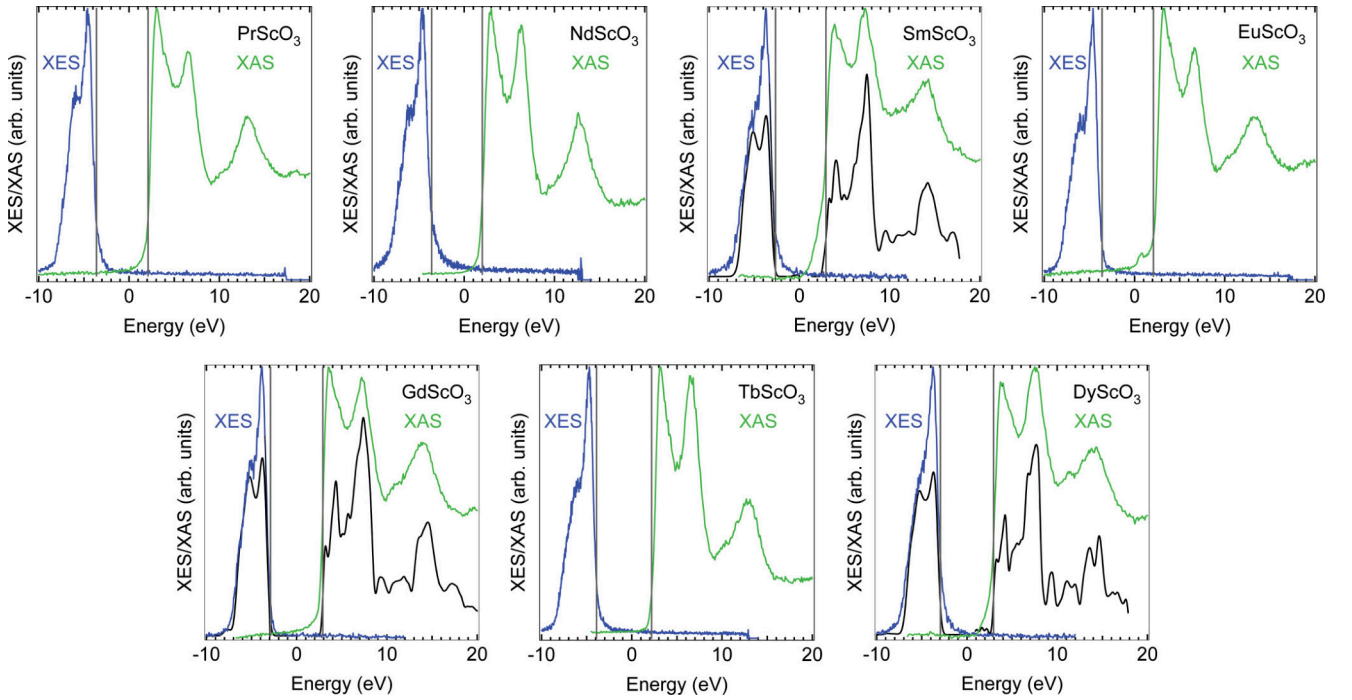 PrScO3
XES
XAS
XES/XAS (arb. units)
-10 0 10 20
Energy (eV)
NdScO3
XES
XAS
XES/XAS (arb. units)
-10 0 10 20
Energy (eV)
SmScO3
XES
XAS
XES/XAS (arb. units)
-10 0 10 20
Energy (eV)
EuScO3
XES
XAS
XES/XAS (arb. units)
-10 0 10 20
Energy (eV)
GdScO3
XES
XAS
XES/XAS (arb. units)
-10 0 10 20
Energy (eV)
TbScO3
XES
XAS
XES/XAS (arb. units)
-10 0 10 20
Energy (eV)
DyScO3
XES
XAS
XES/XAS (arb. units)
-10 0 10 20
Energy (eV)